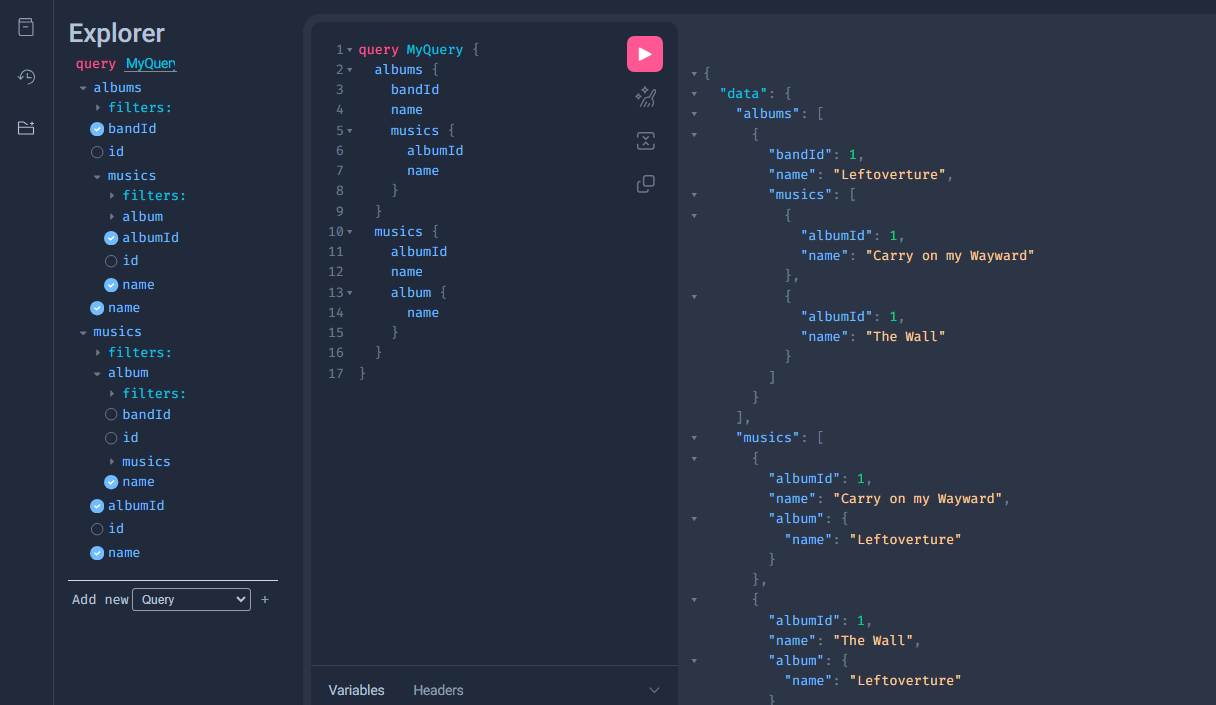 Explorer
query MyQuery
albums
filters:
bandId
id
musics
filters:
album
albumId
id
name
name
musics
filters:
album
filters:
bandId
id
musics
name
albumId
id
name
Add new Query +
1 query MyQuery {
2 albums {
3 bandId
4 name
5 musics {
6 albumId
7 name
8 }
9 }
10 musics {
11 albumId
12 name
13 album {
14 name
15 }
16 }
17 }
Variables Headers
{
"data": {
"albums": [
{
"bandId": 1,
"name": "Leftoverture",
"musics": [
{
"albumId": 1,
"name": "Carry on my Wayward"
},
{
"albumId": 1,
"name": "The Wall"
}
]
}
],
"musics": [
{
"albumId": 1,
"name": "Carry on my Wayward",
"album": {
"name": "Leftoverture"
}
},
{
"albumId": 1,
"name": "The Wall",
"album": {
"name": "Leftoverture"
}